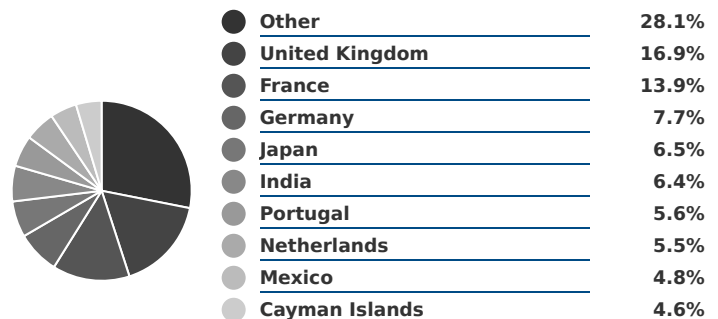 Other 28.1%
United Kingdom 16.9%
France 13.9%
Germany 7.7%
Japan 6.5%
India 6.4%
Portugal 5.6%
Netherlands 5.5%
Mexico 4.8%
Cayman Islands 4.6%